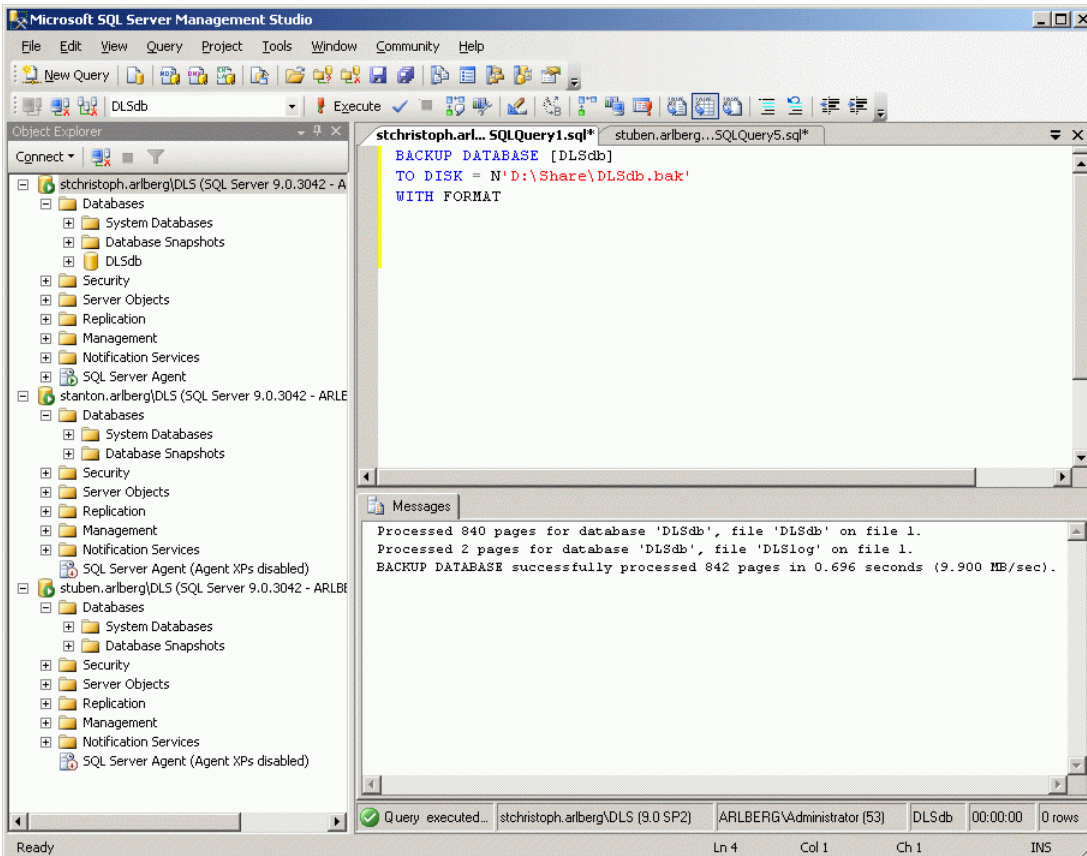 Microsoft SQL Server Management Studio
File Edit View Query Project Tools Window Community Help
New Query
DLSdb Execute
Object Explorer
Connect
stchristoph.arlberg\DLS (SQL Server 9.0.3042 - A
Databases
System Databases
Database Snapshots
DLSdb
Security
Server Objects
Replication
Management
Notification Services
SQL Server Agent
stanton.arlberg\DLS (SQL Server 9.0.3042 - ARLB
Databases
System Databases
Database Snapshots
Security
Server Objects
Replication
Management
Notification Services
SQL Server Agent (Agent XPs disabled)
stuben.arlberg\DLS (SQL Server 9.0.3042 - ARLBE
Databases
System Databases
Database Snapshots
Security
Server Objects
Replication
Management
Notification Services
SQL Server Agent (Agent XPs disabled)
stchristoph.arl... SQLQuery1.sql* stuben.arlberg...SQLQuery5.sql*
BACKUP DATABASE [DLSdb]
TO DISK = N'D:\Share\DLSdb.bak'
WITH FORMAT
Messages
Processed 840 pages for database 'DLSdb', file 'DLSdb' on file 1.
Processed 2 pages for database 'DLSdb', file 'DLSlog' on file 1.
BACKUP DATABASE successfully processed 842 pages in 0.696 seconds (9.900 MB/sec).
Query executed... stchristoph.arlberg\DLS (9.0 SP2) ARLBERG\Administrator (53) DLSdb 00:00:00 0 rows
Ready Ln 4 Col 1 Ch 1 INS